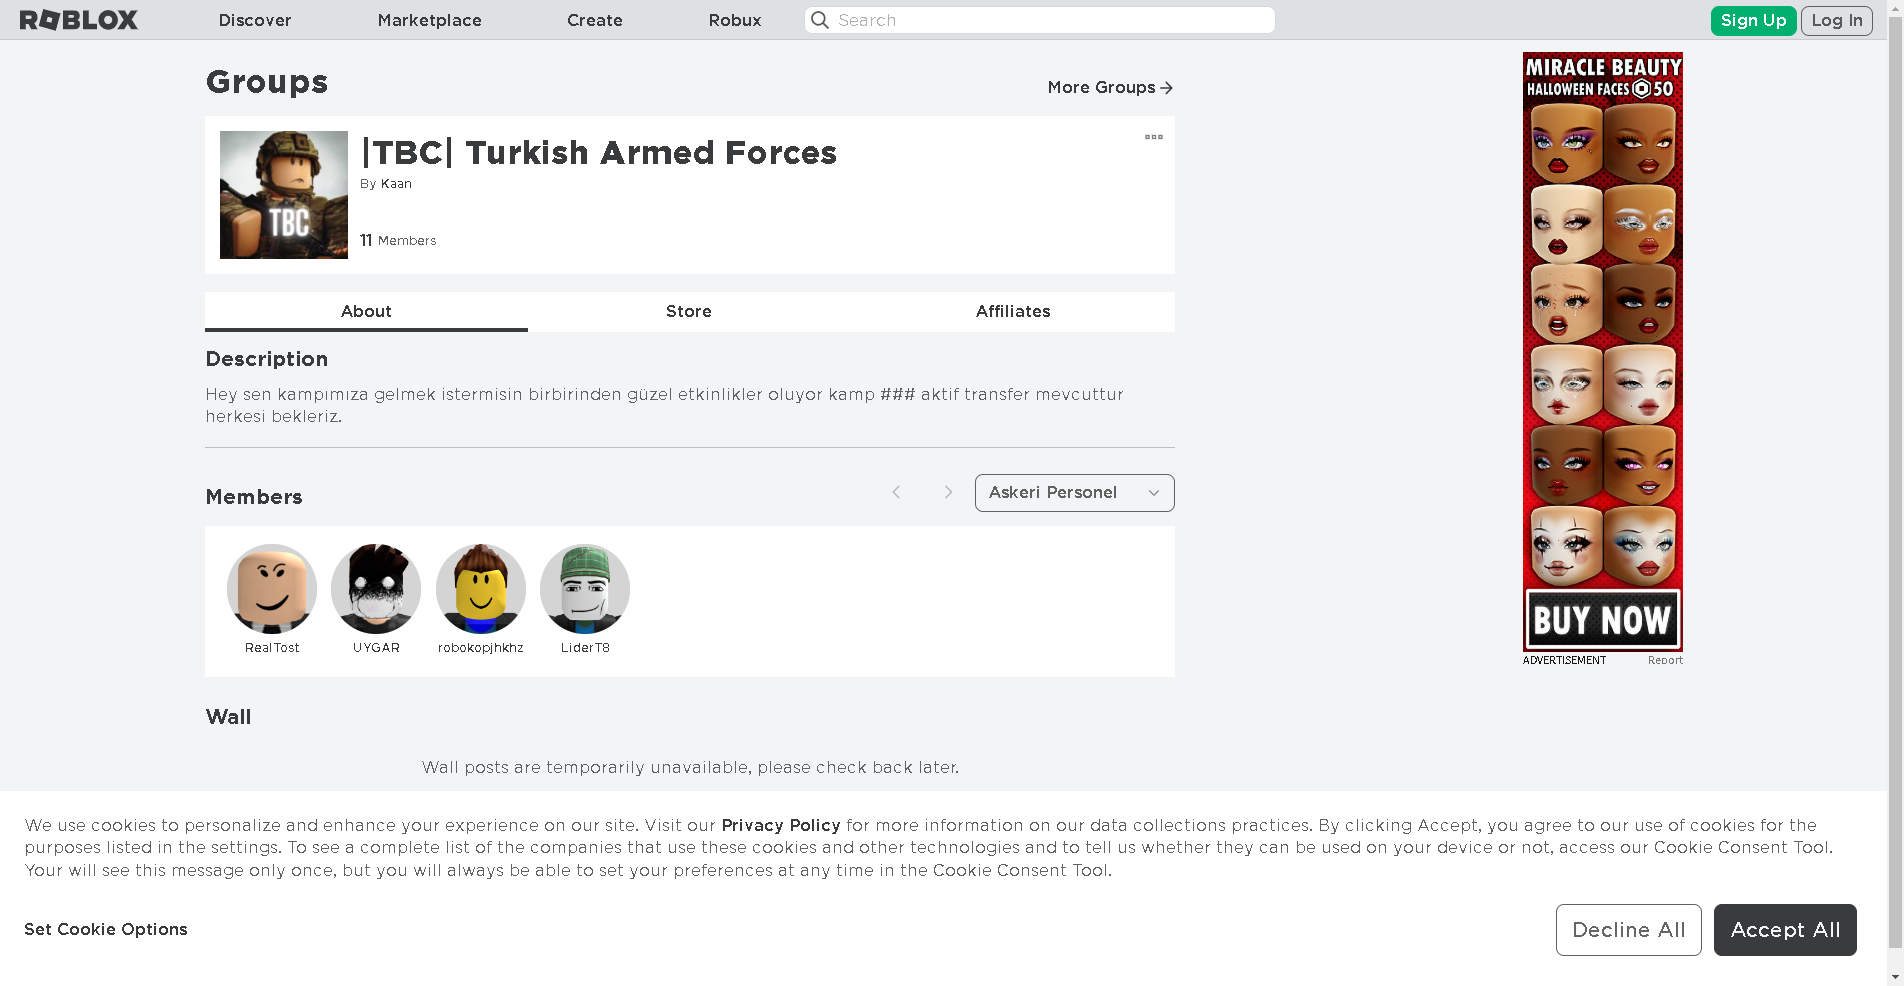 ROBLOX
Discover
Marketplace
Create
Robux
Search
Sign Up
Log In
Groups
More Groups
|TBC| Turkish Armed Forces
By Kaan
TBC
11 Members
About
Store
Affiliates
Description
Hey sen kampımıza gelmek istermisin birbirinden güzel etkinlikler oluyor kamp ### aktif transfer mevcuttur
herkesi bekleriz.
Members
Askeri Personel
RealTost
UYGAR
robokopjhkhz
LiderT8
Wall
Wall posts are temporarily unavailable, please check back later.
MIRACLE BEAUTY
HALLOWEEN FACES 50
BUY NOW
ADVERTISEMENT
Report
We use cookies to personalize and enhance your experience on our site. Visit our Privacy Policy for more information on our data collections practices. By clicking Accept, you agree to our use of cookies for the
purposes listed in the settings. To see a complete list of the companies that use these cookies and other technologies and to tell us whether they can be used on your device or not, access our Cookie Consent Tool.
Your will see this message only once, but you will always be able to set your preferences at any time in the Cookie Consent Tool.
Set Cookie Options
Decline All
Accept All